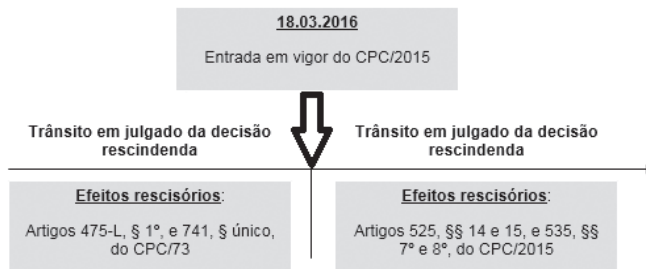 18.03.2016
Entrada em vigor do CPC/2015
Trânsito em julgado da decisão
rescindenda
Trânsito em julgado da decisão
rescindenda
Efeitos rescisórios:
Artigos 475-L, § 1º, e 741, § único,
do CPC/73
Efeitos rescisórios:
Artigos 525, §§ 14 e 15, e 535, §§
7º e 8º, do CPC/2015